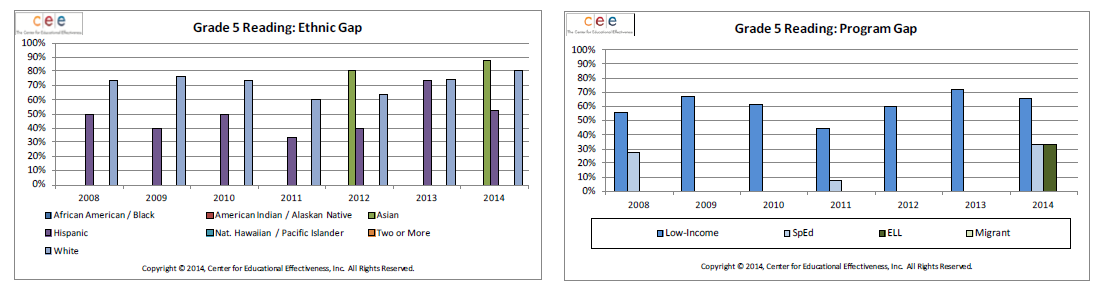 cee
The Center for Educational Effectiveness
Grade 5 Reading: Ethnic Gap
100%
90%
80%
70%
60%
50%
40%
30%
20%
10%
0%
2008 2009 2010 2011 2012 2013 2014
African American / Black American Indian / Alaskan Native Asian
Hispanic Nat. Hawaiian / Pacific Islander Two or More
White
Copyright © 2014, Center for Educational Effectiveness, Inc. All Rights Reserved.
cee
The Center for Educational Effectiveness
Grade 5 Reading: Program Gap
100%
90%
80%
70%
60%
50%
40%
30%
20%
10%
0%
2008 2009 2010 2011 2012 2013 2014
Low-Income SpEd ELL Migrant
Copyright © 2014, Center for Educational Effectiveness, Inc. All Rights Reserved.